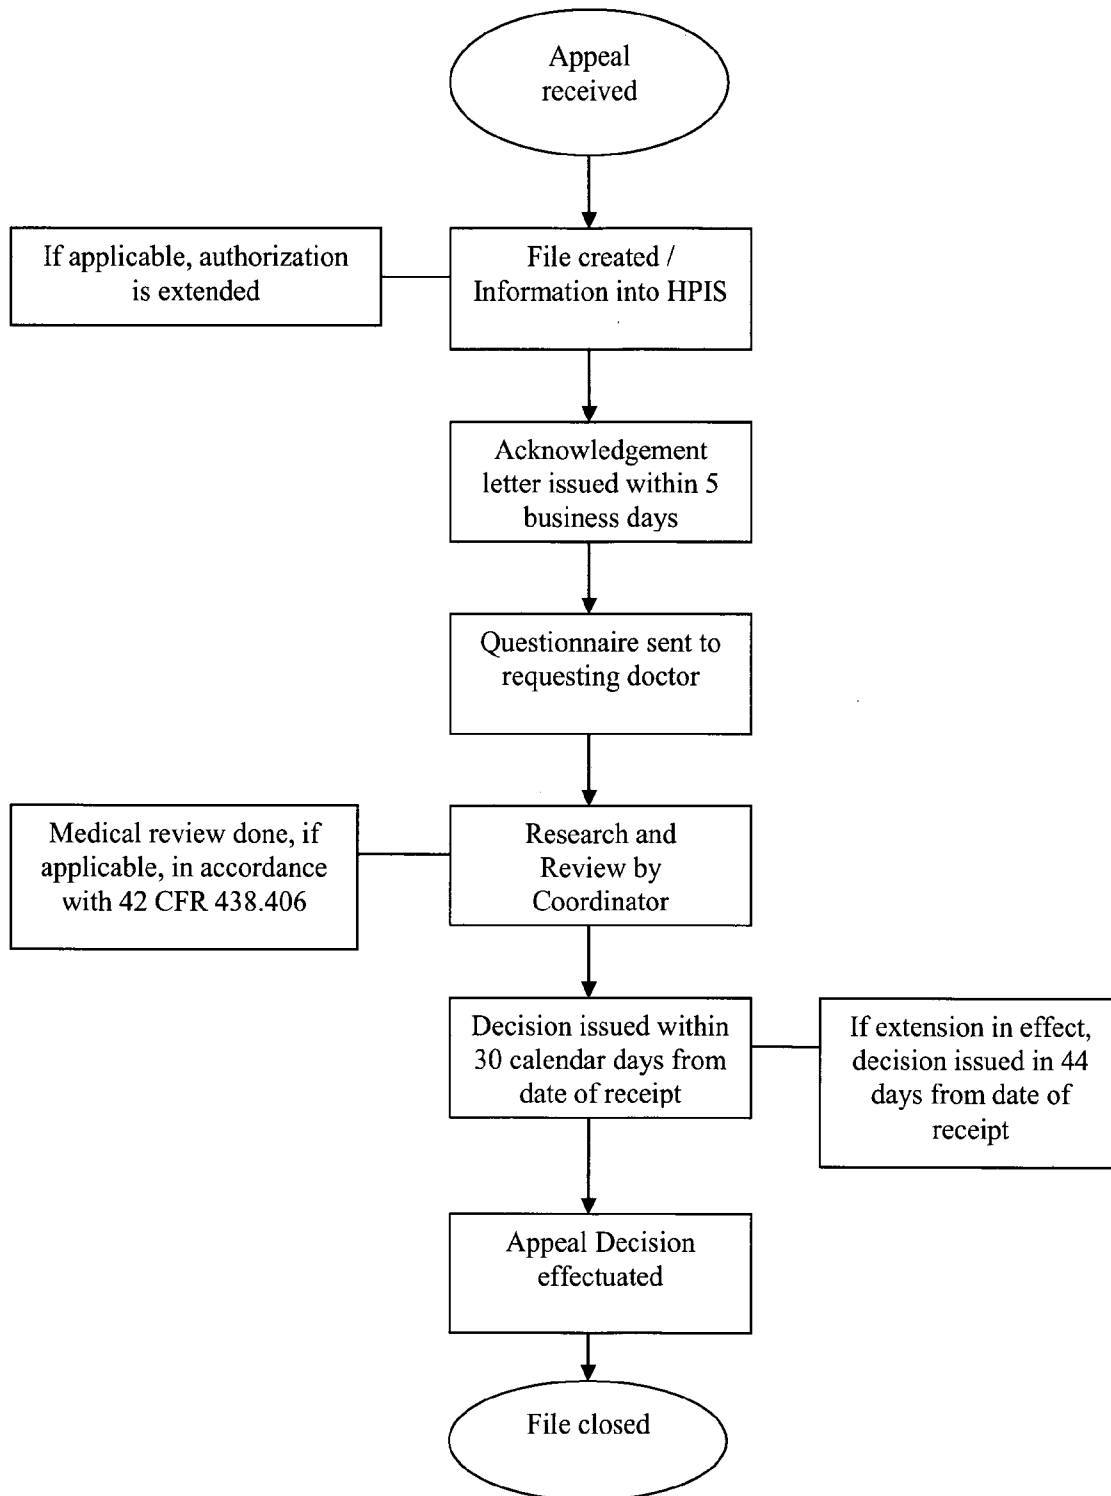 Appeal
received
If applicable, authorization
is extended
File created /
Information into HPIS
Acknowledgement
letter issued within 5
business days
Questionnaire sent to
requesting doctor
Medical review done, if
applicable, in accordance
with 42 CFR 438.406
Research and
Review by
Coordinator
Decision issued within
30 calendar days from
date of receipt
If extension in effect,
decision issued in 44
days from date of
receipt
Appeal Decision
effectuated
File closed